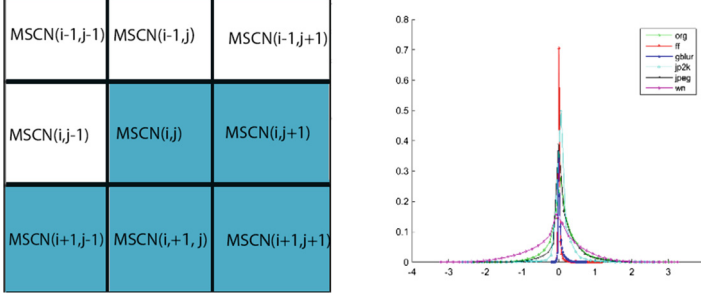 MSCN(i-1,j-1) MSCN(i-1,j) MSCN(i-1,j+1)
MSCN(i,j-1) MSCN(i,j) MSCN(i,j+1)
MSCN(i+1,j-1) MSCN(i,+1, j) MSCN(i+1,j+1)
0.8
0.7
0.6
0.5
0.4
0.3
0.2
0.1
0
-4 -3 -2 -1 0 1 2 3 4
org
ff
gblur
jp2k
jpeg
wn